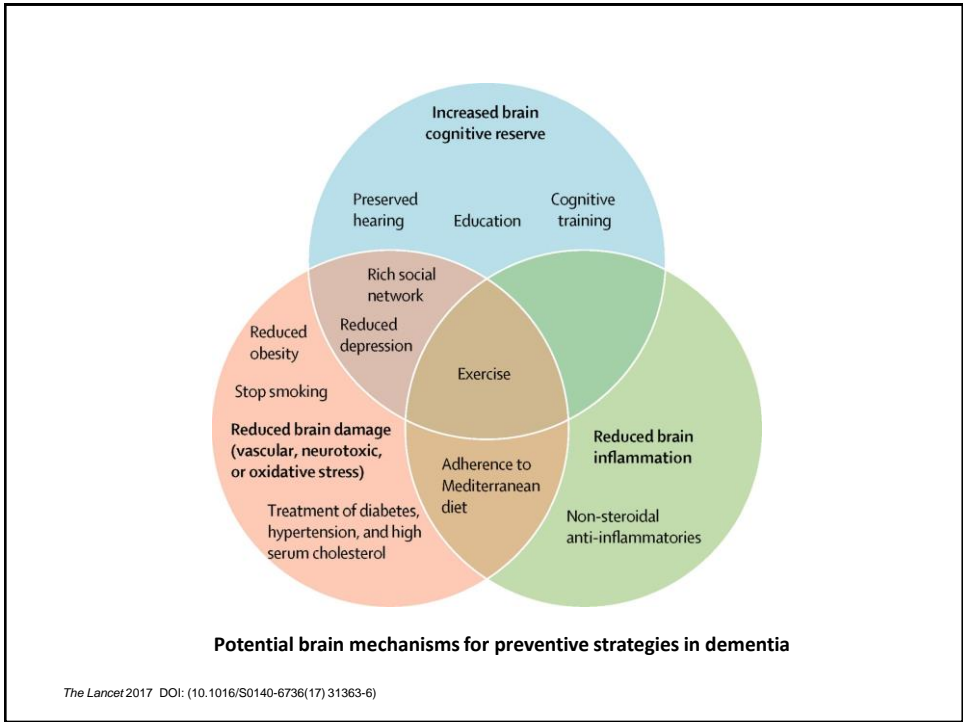 Increased brain
cognitive reserve
Preserved
hearing
Education
Cognitive
training
Rich social
network
Reduced
depression
Reduced
obesity
Stop smoking
Exercise
Reduced brain damage
(vascular, neurotoxic,
or oxidative stress)
Reduced brain
inflammation
Adherence to
Mediterranean
diet
Treatment of diabetes,
hypertension, and high
serum cholesterol
Non-steroidal
anti-inflammatories
Potential brain mechanisms for preventive strategies in dementia
The Lancet 2017 DOI: (10.1016/S0140-6736(17) 31363-6)